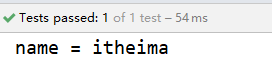 Tests passed: 1 of 1 test – 54 ms
name = itheima